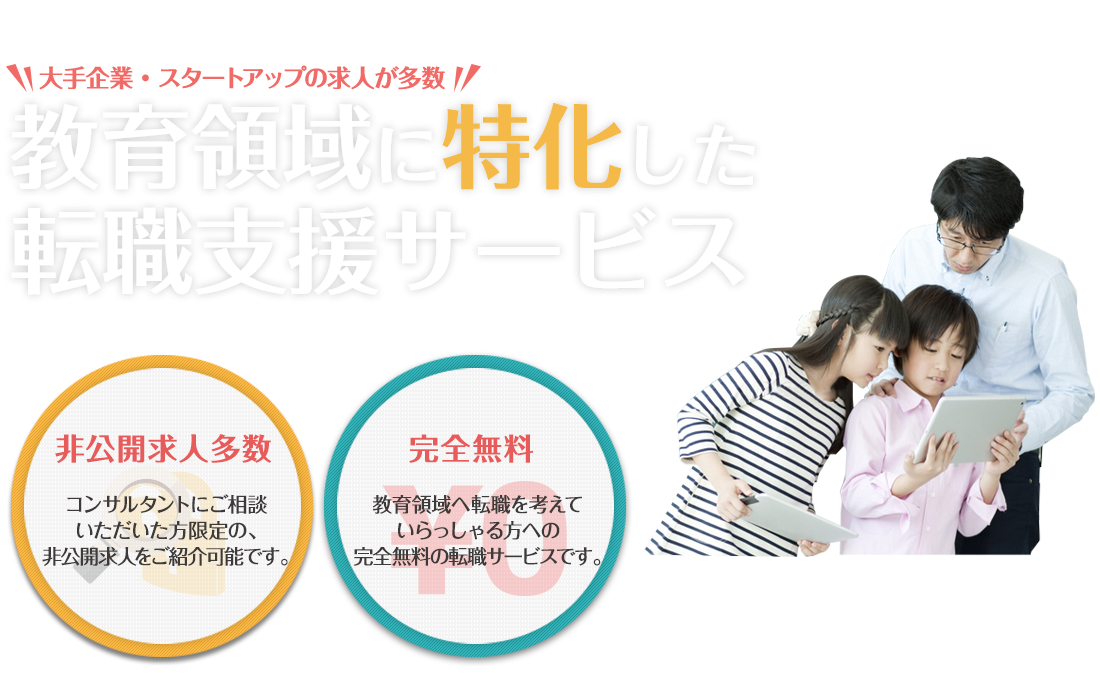 大手企業・スタートアップの求人が多数
教育領域に特化した
転職支援サービス
非公開求人多数
コンサルタントにご相談
いただいた方限定の、
非公開求人をご紹介可能です。
完全無料
¥0
教育領域へ転職を考えて
いらっしゃる方への
完全無料の転職サービスです。